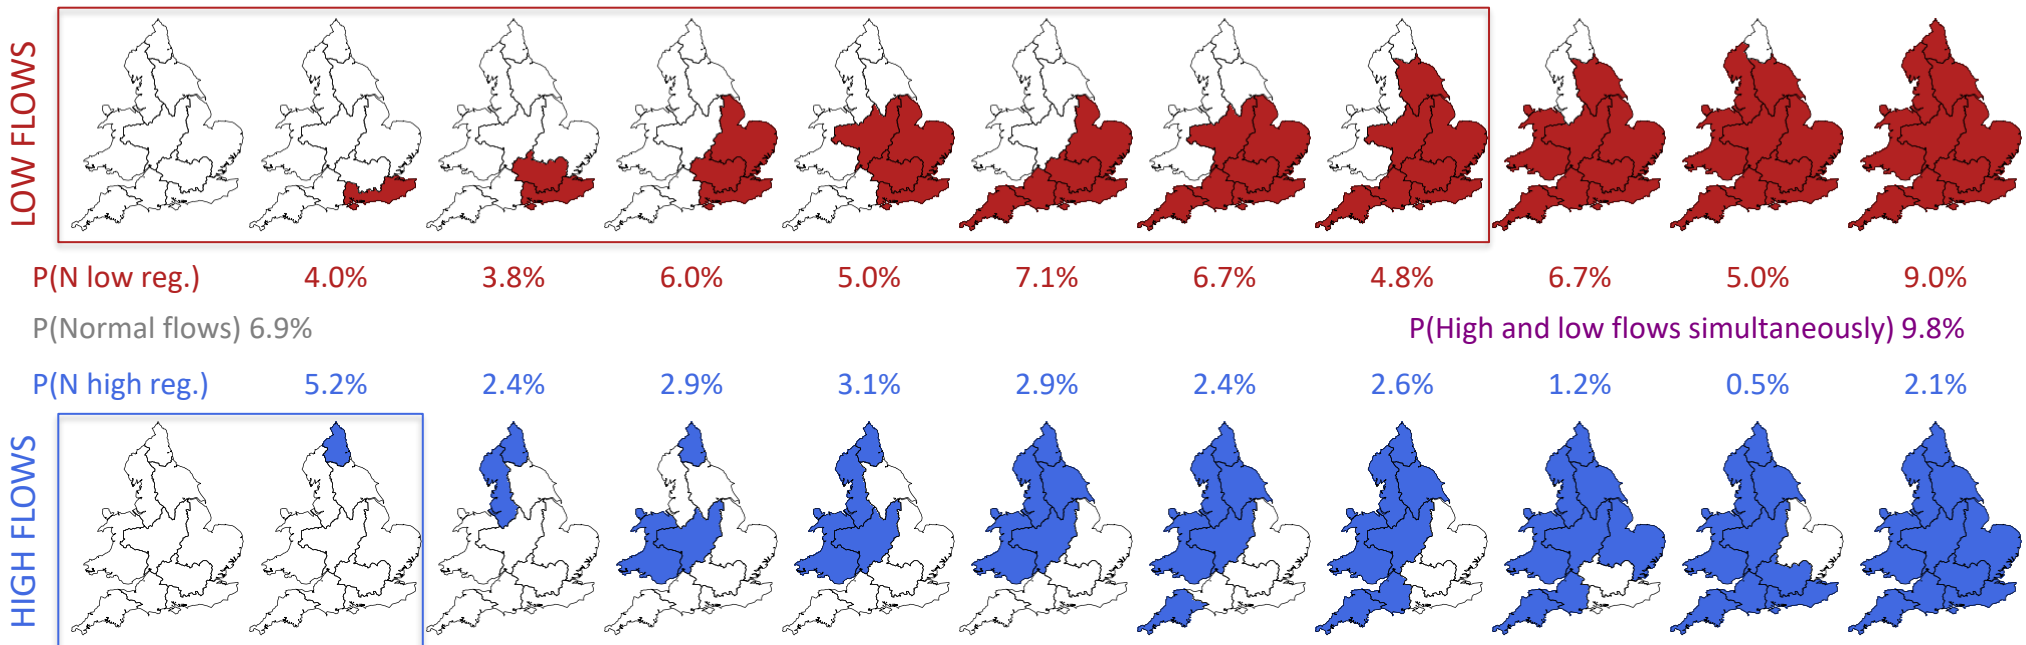 LOW FLOWS
P(N low reg.) 4.0% 3.8% 6.0% 5.0% 7.1% 6.7% 4.8% 6.7% 5.0% 9.0%
P(Normal flows) 6.9% P(High and low flows simultaneously) 9.8%
P(N high reg.) 5.2% 2.4% 2.9% 3.1% 2.9% 2.4% 2.6% 1.2% 0.5% 2.1%
HIGH FLOWS